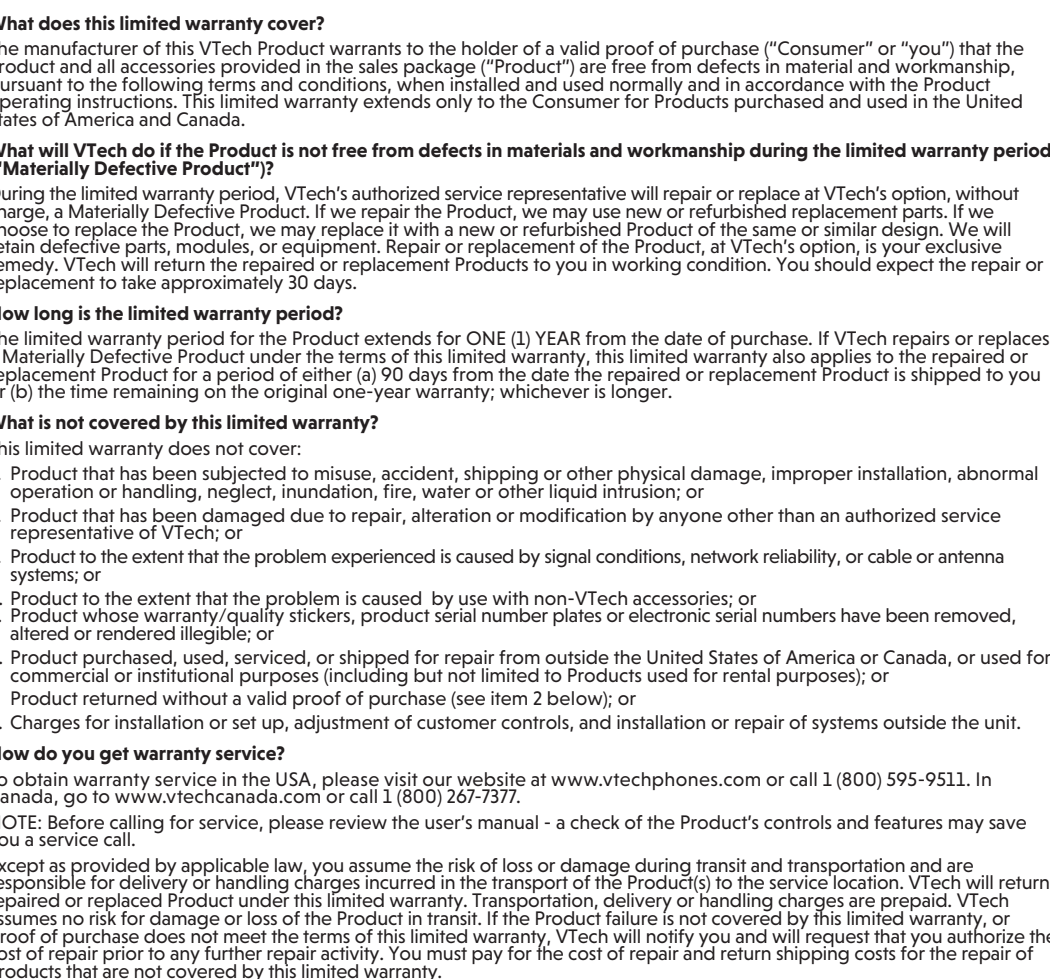 hat does this limited warranty cover?
he manufacturer of this VTech Product warrants to the holder of a valid proof of purchase (“Consumer” or “you”) that the
roduct and all accessories provided in the sales package (“Product”) are free from defects in material and workmanship,
ursuant to the following terms and conditions, when installed and used normally and in accordance with the Product
perating instructions. This limited warranty extends only to the Consumer for Products purchased and used in the United
tates of America and Canada.
hat will VTech do if the Product is not free from defects in materials and workmanship during the limited warranty period
“Materially Defective Product”)?
uring the limited warranty period, VTech’s authorized service representative will repair or replace at VTech’s option, without
harge, a Materially Defective Product. If we repair the Product, we may use new or refurbished replacement parts. If we
hoose to replace the Product, we may replace it with a new or refurbished Product of the same or similar design. We will
etain defective parts, modules, or equipment. Repair or replacement of the Product, at VTech’s option, is your exclusive
emedy. VTech will return the repaired or replacement Products to you in working condition. You should expect the repair or
eplacement to take approximately 30 days.
ow long is the limited warranty period?
he limited warranty period for the Product extends for ONE (1) YEAR from the date of purchase. If VTech repairs or replaces
Materially Defective Product under the terms of this limited warranty, this limited warranty also applies to the repaired or
eplacement Product for a period of either (a) 90 days from the date the repaired or replacement Product is shipped to you
r (b) the time remaining on the original one-year warranty; whichever is longer.
hat is not covered by this limited warranty?
his limited warranty does not cover:
. Product that has been subjected to misuse, accident, shipping or other physical damage, improper installation, abnormal
operation or handling, neglect, inundation, fire, water or other liquid intrusion; or
. Product that has been damaged due to repair, alteration or modification by anyone other than an authorized service
representative of VTech; or
. Product to the extent that the problem experienced is caused by signal conditions, network reliability, or cable or antenna
systems; or
. Product to the extent that the problem is caused by use with non-VTech accessories; or
. Product whose warranty/quality stickers, product serial number plates or electronic serial numbers have been removed,
altered or rendered illegible; or
. Product purchased, used, serviced, or shipped for repair from outside the United States of America or Canada, or used for
commercial or institutional purposes (including but not limited to Products used for rental purposes); or
Product returned without a valid proof of purchase (see item 2 below); or
. Charges for installation or set up, adjustment of customer controls, and installation or repair of systems outside the unit.
ow do you get warranty service?
o obtain warranty service in the USA, please visit our website at www.vtechphones.com or call 1 (800) 595-9511. In
anada, go to www.vtechcanada.com or call 1 (800) 267-7377.
OTE: Before calling for service, please review the user’s manual - a check of the Product’s controls and features may save
ou a service call.
xcept as provided by applicable law, you assume the risk of loss or damage during transit and transportation and are
esponsible for delivery or handling charges incurred in the transport of the Product(s) to the service location. VTech will return
epaired or replaced Product under this limited warranty. Transportation, delivery or handling charges are prepaid. VTech
ssumes no risk for damage or loss of the Product in transit. If the Product failure is not covered by this limited warranty, or
roof of purchase does not meet the terms of this limited warranty, VTech will notify you and will request that you authorize the
ost of repair prior to any further repair activity. You must pay for the cost of repair and return shipping costs for the repair of
roducts that are not covered by this limited warranty.